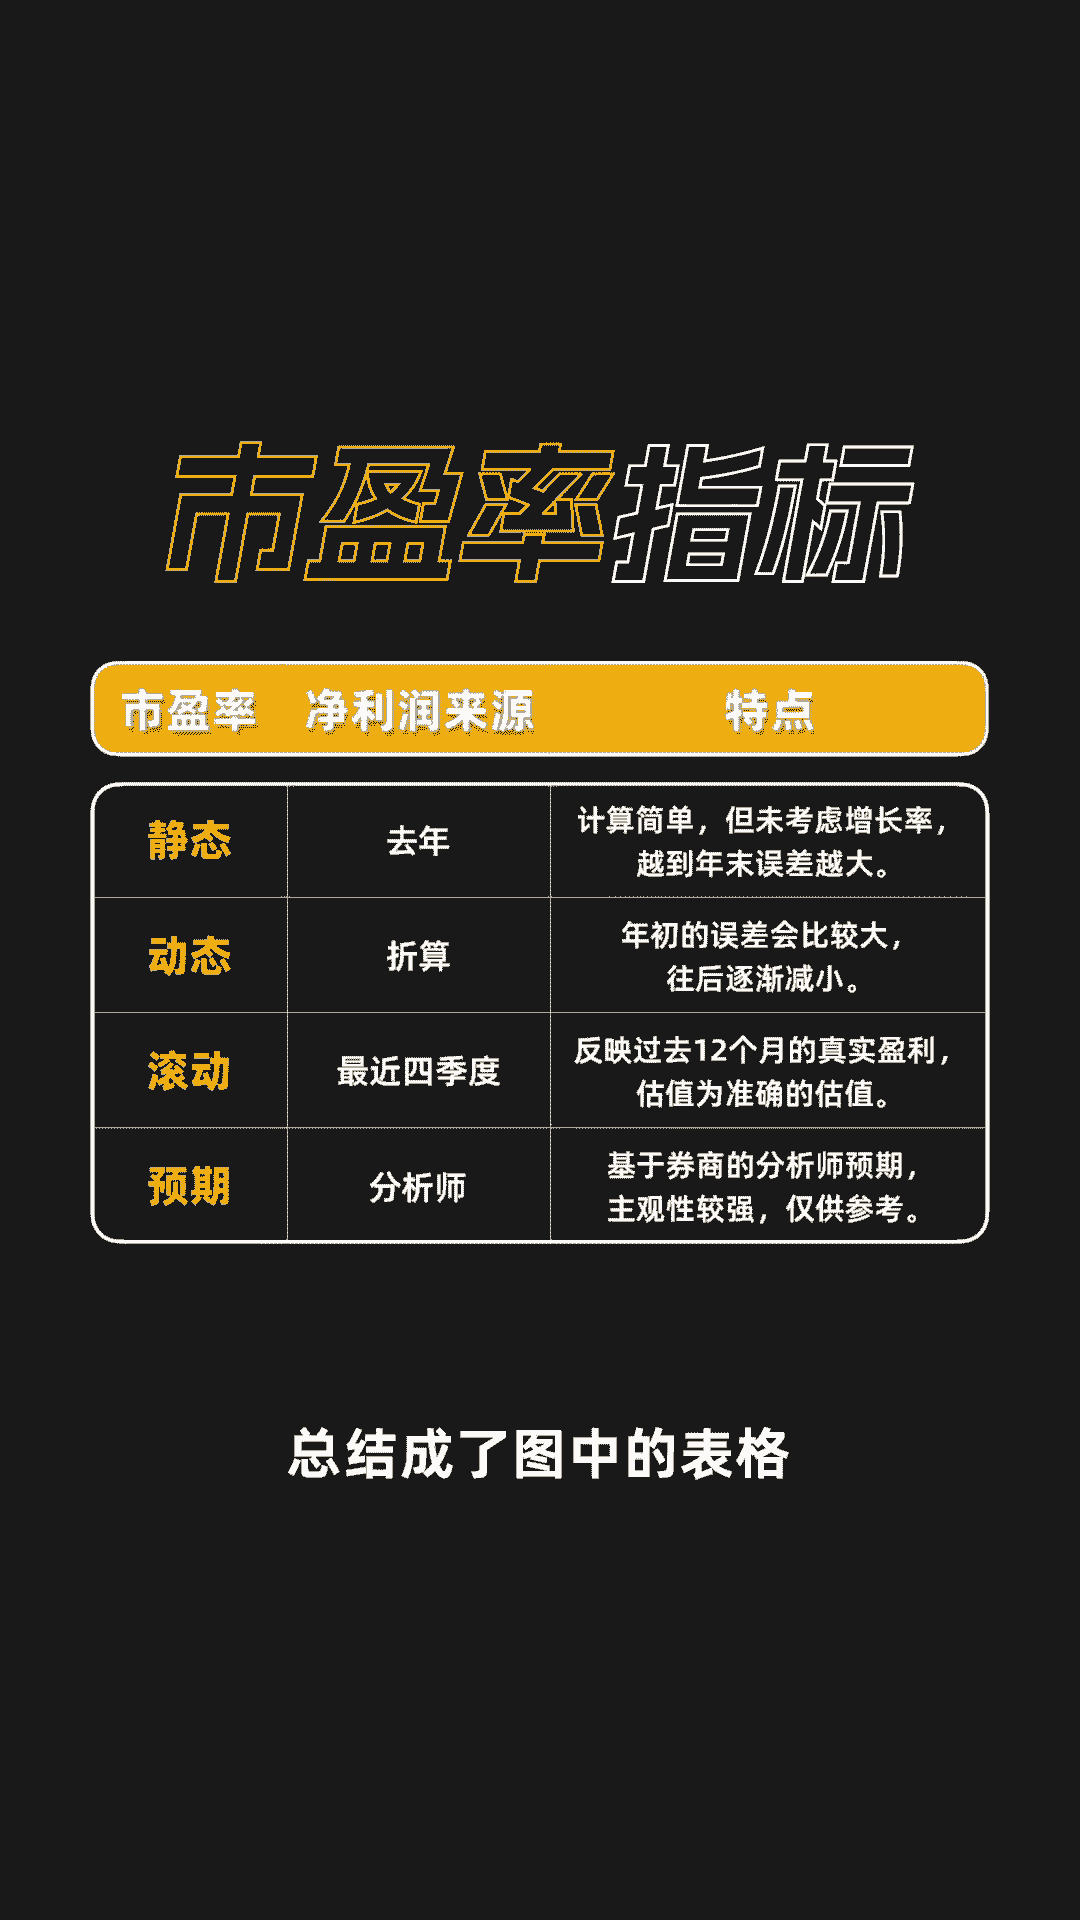 市盈率指标
市盈率 净利润来源 特点
静态 去年 计算简单，但未考虑增长率，
越到年末误差越大。
动态 折算 年初的误差会比较大，
往后逐渐减小。
滚动 最近四季度 反映过去12个月的真实盈利，
估值为准确的估值。
预期 分析师 基于券商的分析师预期，
主观性较强，仅供参考。
总结成了图中的表格